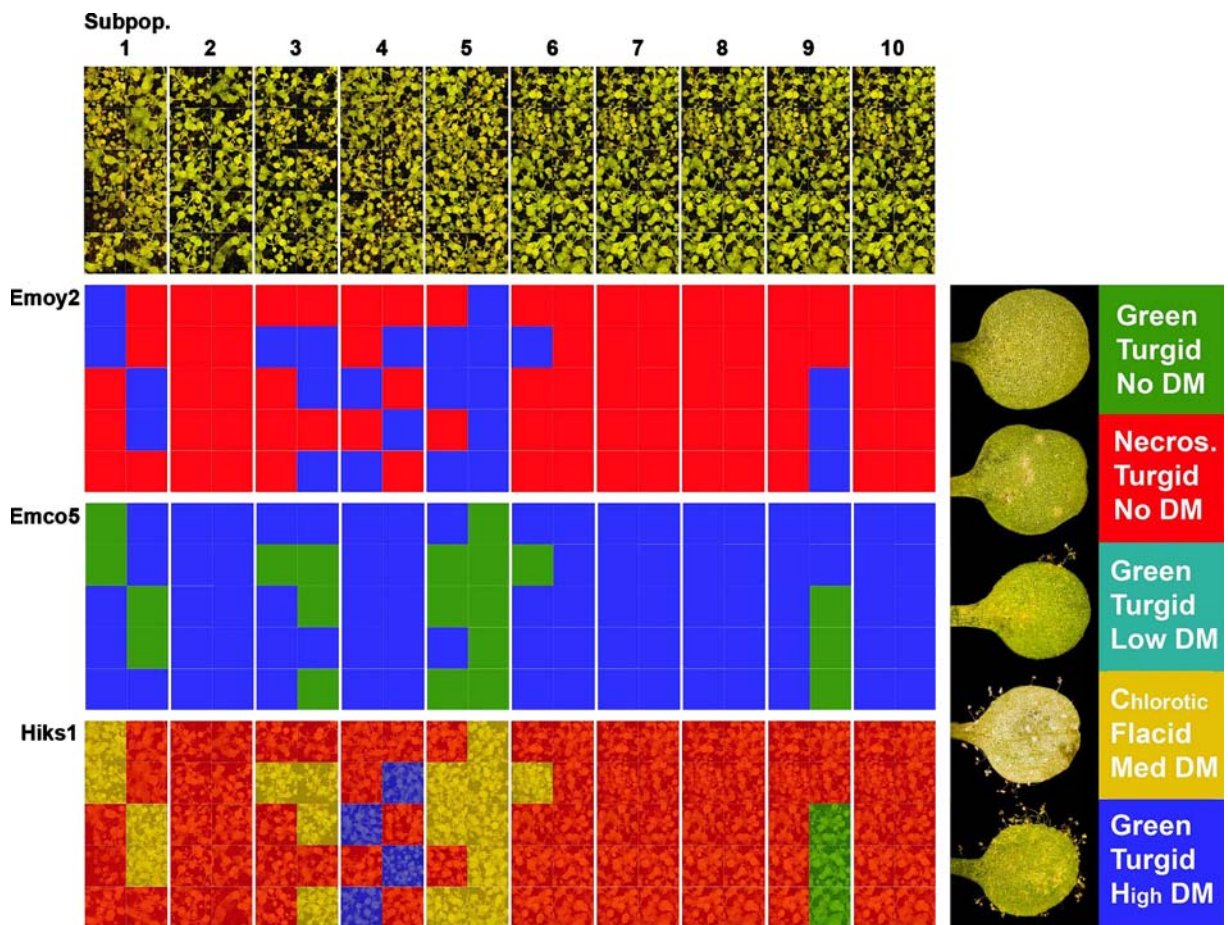 Subpop.
1 2 3 4 5 6 7 8 9 10
Emoy2
Emco5
Hiks1
Green
Turgid
No DM
Necros.
Turgid
No DM
Green
Turgid
Low DM
Chlorotic
Flacid
Med DM
Green
Turgid
High DM